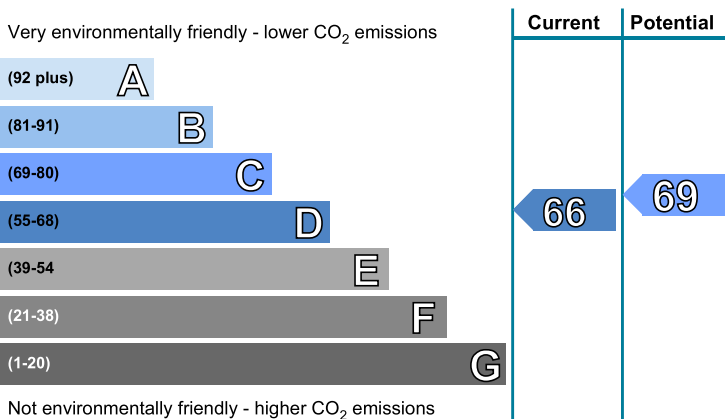 Very environmentally friendly - lower CO₂ emissions
Current
Potential
(92 plus) A
(81-91) B
(69-80) C
(55-68) D
(39-54 E
(21-38) F
(1-20) G
66
69
Not environmentally friendly - higher CO₂ emissions